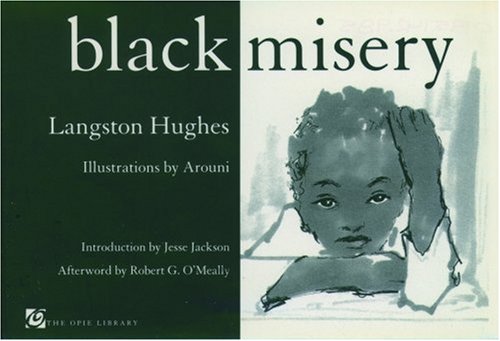 black misery
Langston Hughes
Illustrations by Arouni
Introduction by Jesse Jackson
Afterword by Robert G. O'Meally
THE OPIE LIBRARY